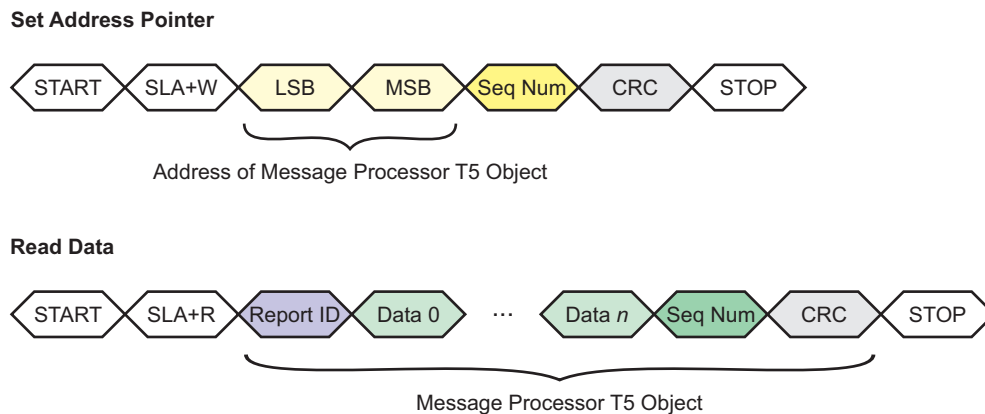 Set Address Pointer
START SLA+W LSB MSB Seq Num CRC STOP
Address of Message Processor T5 Object
Read Data
START SLA+R Report ID Data 0 ... Data n Seq Num CRC STOP
Message Processor T5 Object